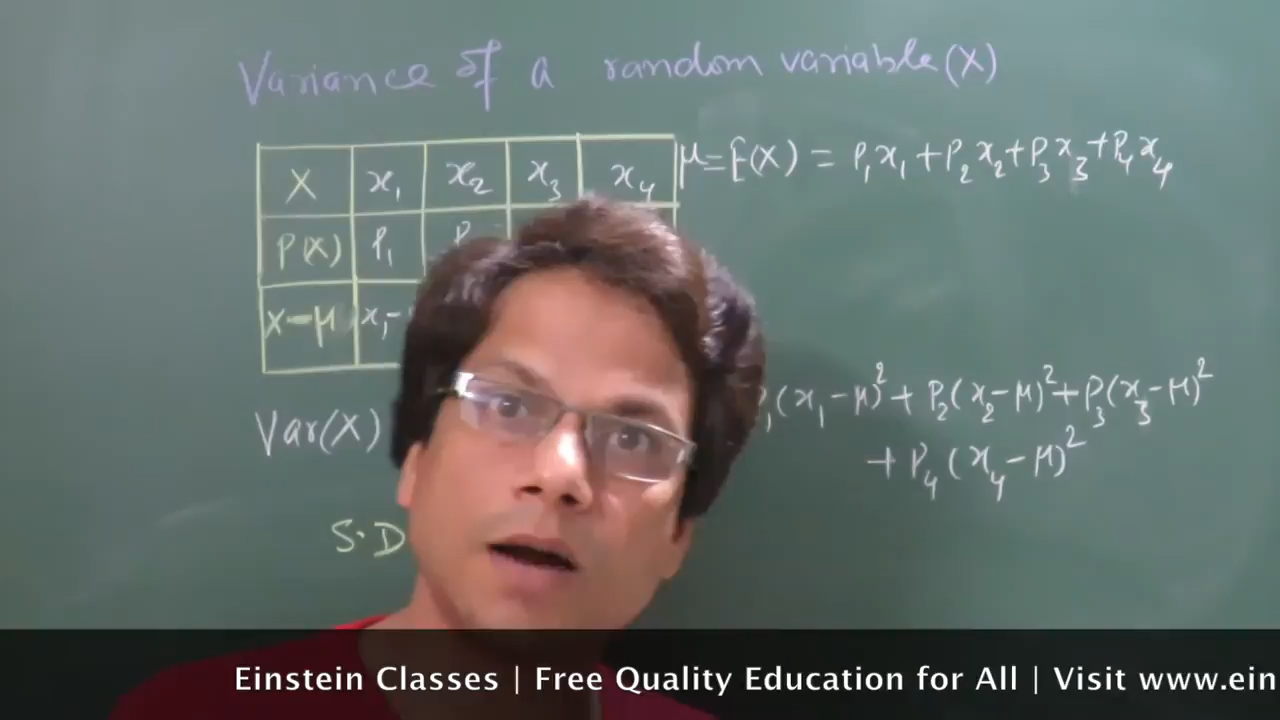 Variance of a random variable (X)
X x₁ x₂ x₃ x₄
μ = E(X) = P₁x₁ + P₂x₂ + P₃x₃ + P₄x₄
P(X) P₁
X-μ x₁-
Var(X)
(x₁-μ)² + P₂(x₂-μ)² + P₃(x₃-μ)²
+ P₄(x₄-μ)²
S.D
Einstein Classes | Free Quality Education for All | Visit www.ein